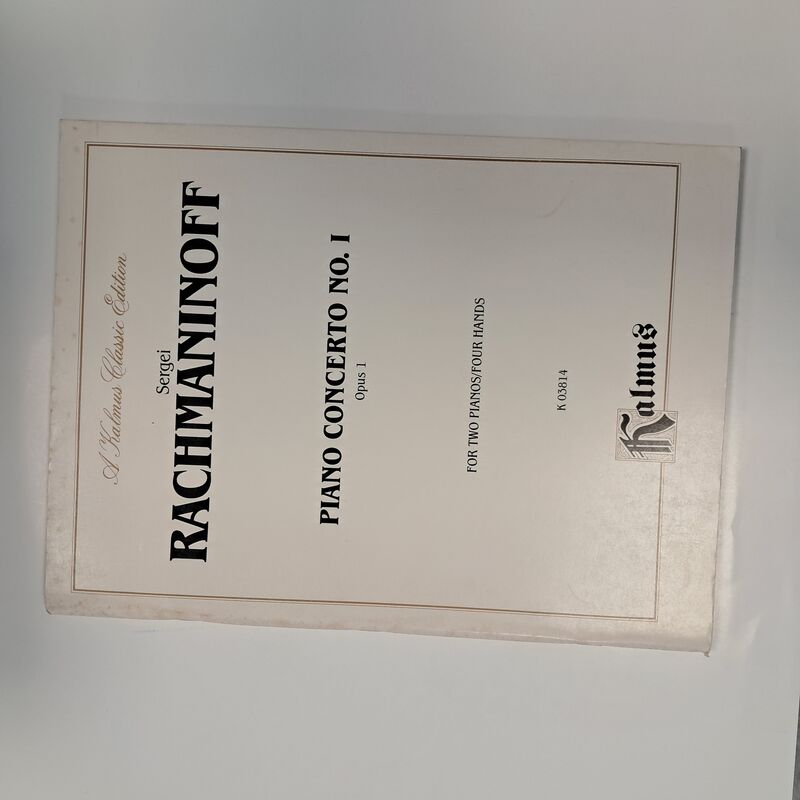 A Kalmus Classic Edition
Sergei
RACHMANINOFF
PIANO CONCERTO NO. I
Opus 1
FOR TWO PIANOS/FOUR HANDS
K 03814
Kalmus